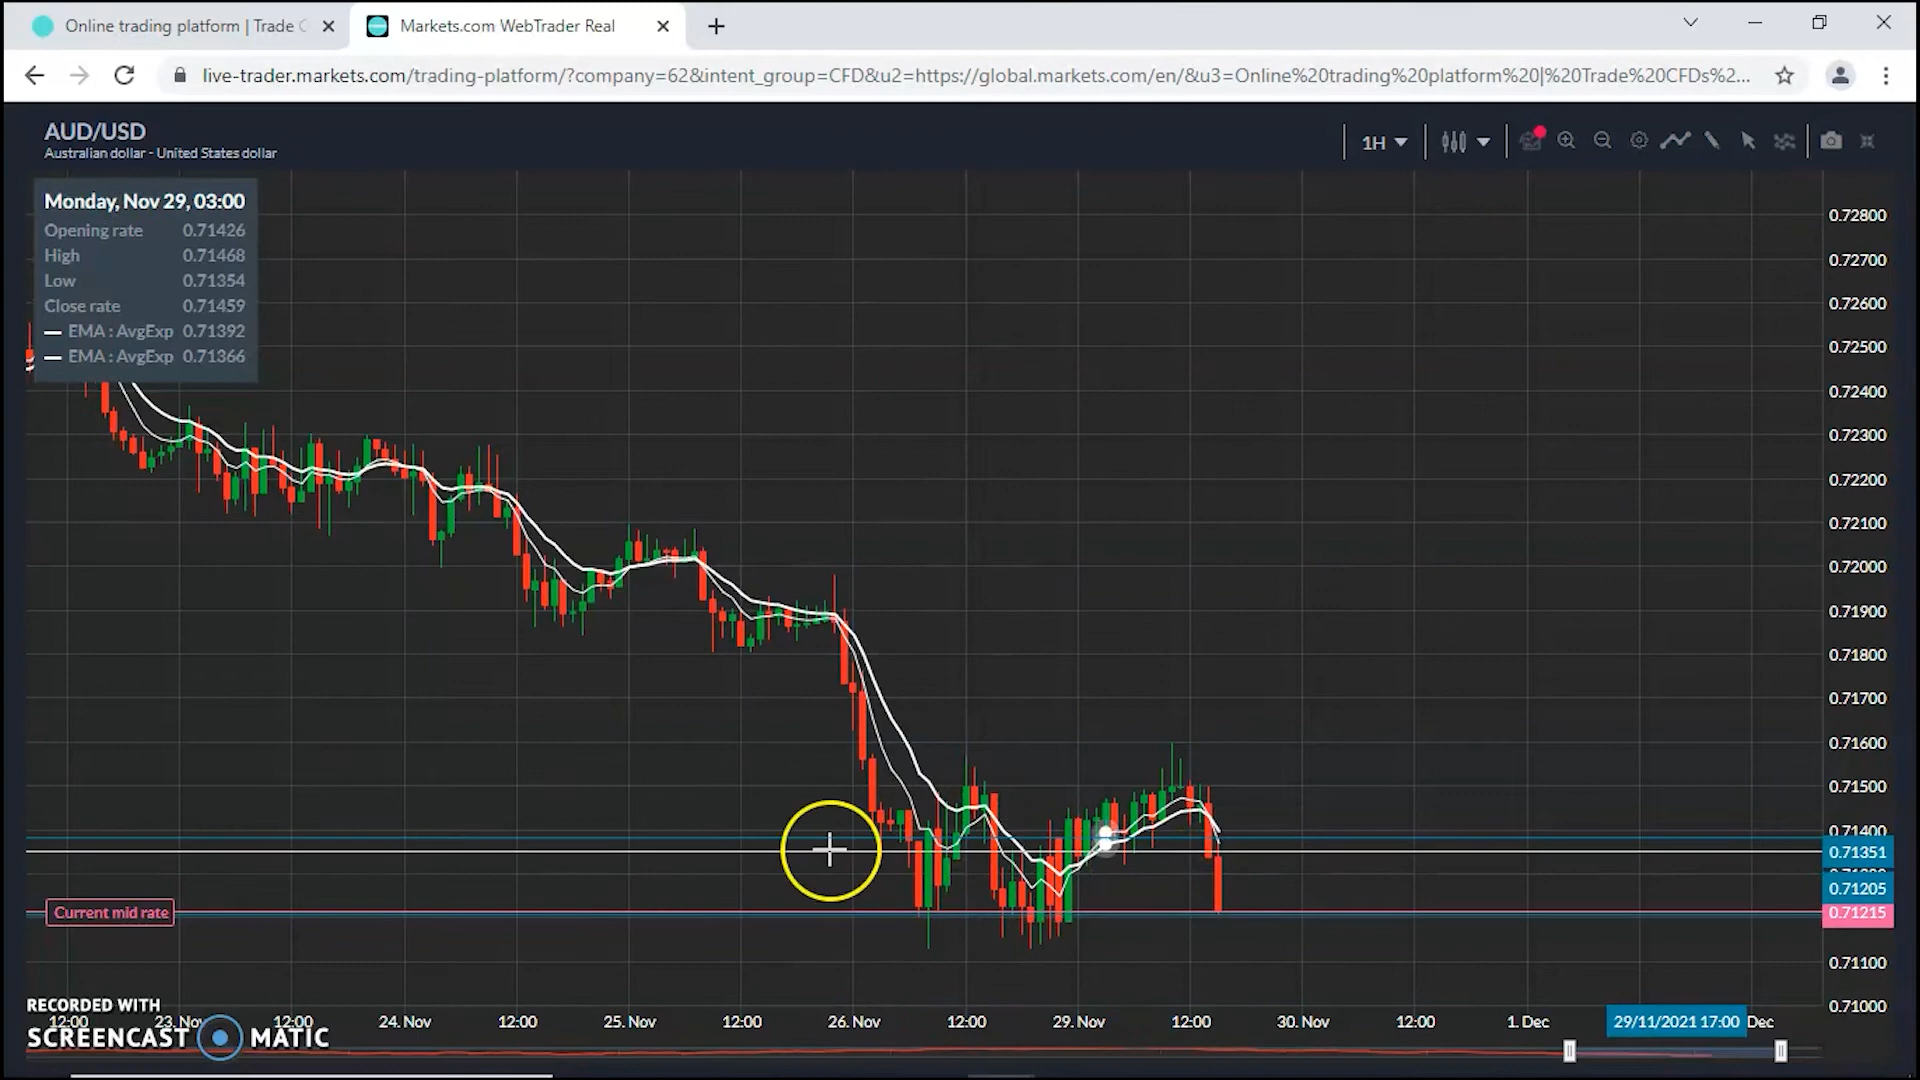 Online trading platform | Trade C
Markets.com WebTrader Real
live-trader.markets.com/trading-platform/?company=62&intent_group=CFD&u2=https://global.markets.com/en/&u3=Online%20trading%20platform%20|%20Trade%20CFDs%2...
AUD/USD
Australian dollar - United States dollar
1H
Monday, Nov 29, 03:00
Opening rate 0.71426
High 0.71468
Low 0.71354
Close rate 0.71459
EMA : AvgExp 0.71392
EMA : AvgExp 0.71366
0.72800
0.72700
0.72600
0.72500
0.72400
0.72300
0.72200
0.72100
0.72000
0.71900
0.71800
0.71700
0.71600
0.71500
0.71400
0.71351
0.71205
Current mid rate 0.71215
0.71100
0.71000
RECORDED WITH
12:00 23. Nov 12:00 24. Nov 12:00 25. Nov 12:00 26. Nov 12:00 29. Nov 12:00 30. Nov 12:00 1. Dec 29/11/2021 17:00 Dec
SCREENCAST MATIC